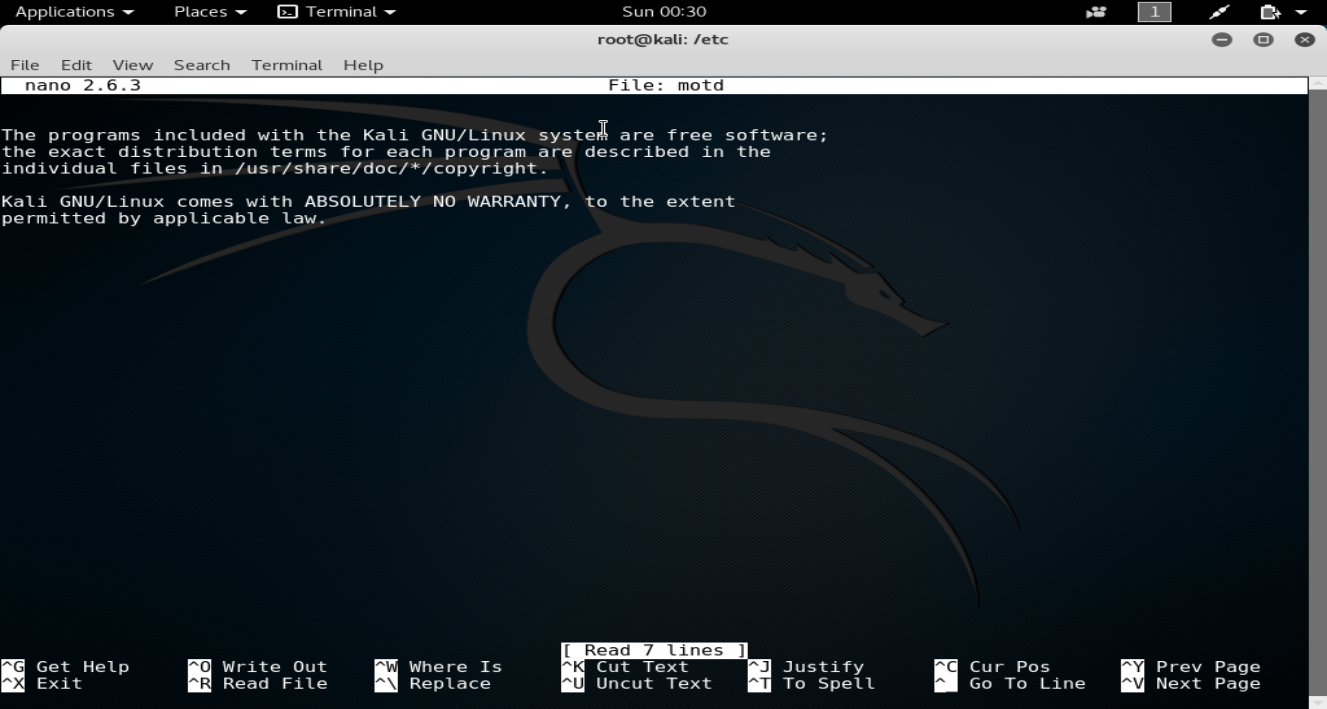 Applications Places Terminal Sun 00:30 1
root@kali: /etc
File Edit View Search Terminal Help
nano 2.6.3 File: motd
The programs included with the Kali GNU/Linux system are free software;
the exact distribution terms for each program are described in the
individual files in /usr/share/doc/*/copyright.
Kali GNU/Linux comes with ABSOLUTELY NO WARRANTY, to the extent
permitted by applicable law.
[ Read 7 lines ]
^G Get Help ^O Write Out ^W Where Is ^K Cut Text ^J Justify ^C Cur Pos ^Y Prev Page
^X Exit ^R Read File ^\ Replace ^U Uncut Text ^T To Spell ^_ Go To Line ^V Next Page